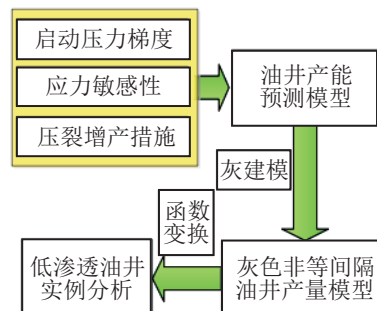 启动压力梯度
应力敏感性
压裂增产措施
油井产能
预测模型
灰建模
灰色非等间隔
油井产量模型
函数
变换
低渗透油井
实例分析